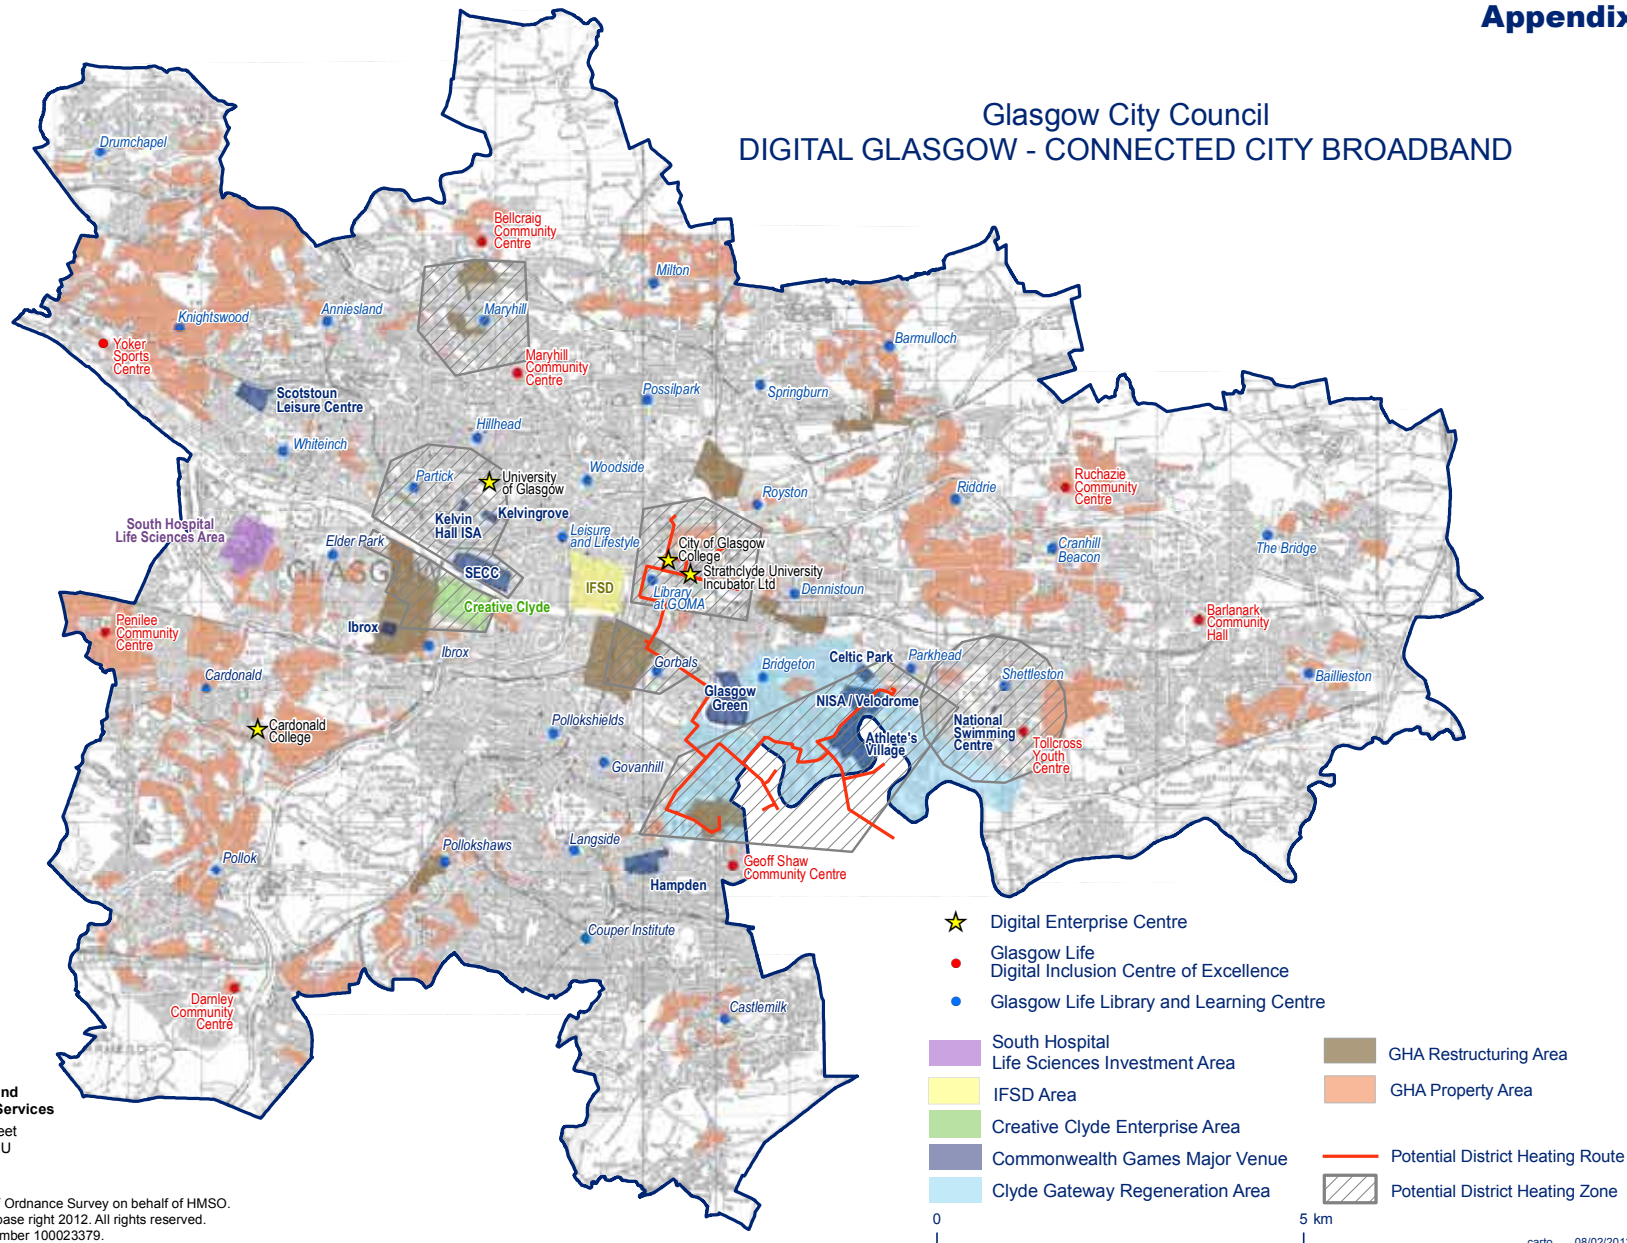 Appendix
Glasgow City Council
DIGITAL GLASGOW - CONNECTED CITY BROADBAND
Drumchapel
Bellcraig
Community
Centre
Milton
Maryhill
Knightswood
Anniesland
Yoker
Sports
Centre
Barmulloch
Maryhill
Community
Centre
Scotstoun
Leisure Centre
Possilpark
Springburn
Hillhead
Whiteinch
Partick
University
of Glasgow
Woodside
Royston
Riddrie
Ruchazie
Community
Centre
Kelvin
Hall ISA
Kelvingrove
South Hospital
Life Sciences Area
Elder Park
Leisure
and Lifestyle
City of Glasgow
College
Strathclyde University
Incubator Ltd
Cranhill
Beacon
The Bridge
GLASG
SECC
IFSD
Library
at GOMA
Dennistoun
Creative Clyde
Penilee
Community
Centre
Ibrox
Ibrox
Barlanark
Community
Hall
Cardonald
Gorbals
Bridgeton
Celtic Park
Parkhead
Shettleston
Baillieston
Glasgow
Green
NISA / Velodrome
Cardonald
College
Pollokshields
National
Swimming
Centre
Athlete's
Village
Tollcross
Youth
Centre
Govanhill
Pollok
Pollokshaws
Langside
Hampden
Geoff Shaw
Community Centre
Couper Institute
Darnley
Community
Centre
Castlemilk
Digital Enterprise Centre
Glasgow Life
Digital Inclusion Centre of Excellence
Glasgow Life Library and Learning Centre
South Hospital
Life Sciences Investment Area
IFSD Area
Creative Clyde Enterprise Area
Commonwealth Games Major Venue
Clyde Gateway Regeneration Area
GHA Restructuring Area
GHA Property Area
Potential District Heating Route
Potential District Heating Zone
0 5 km
nd
Services
eet
U
Ordnance Survey on behalf of HMSO.
base right 2012. All rights reserved.
mber 100023379.
carto 08/02/201